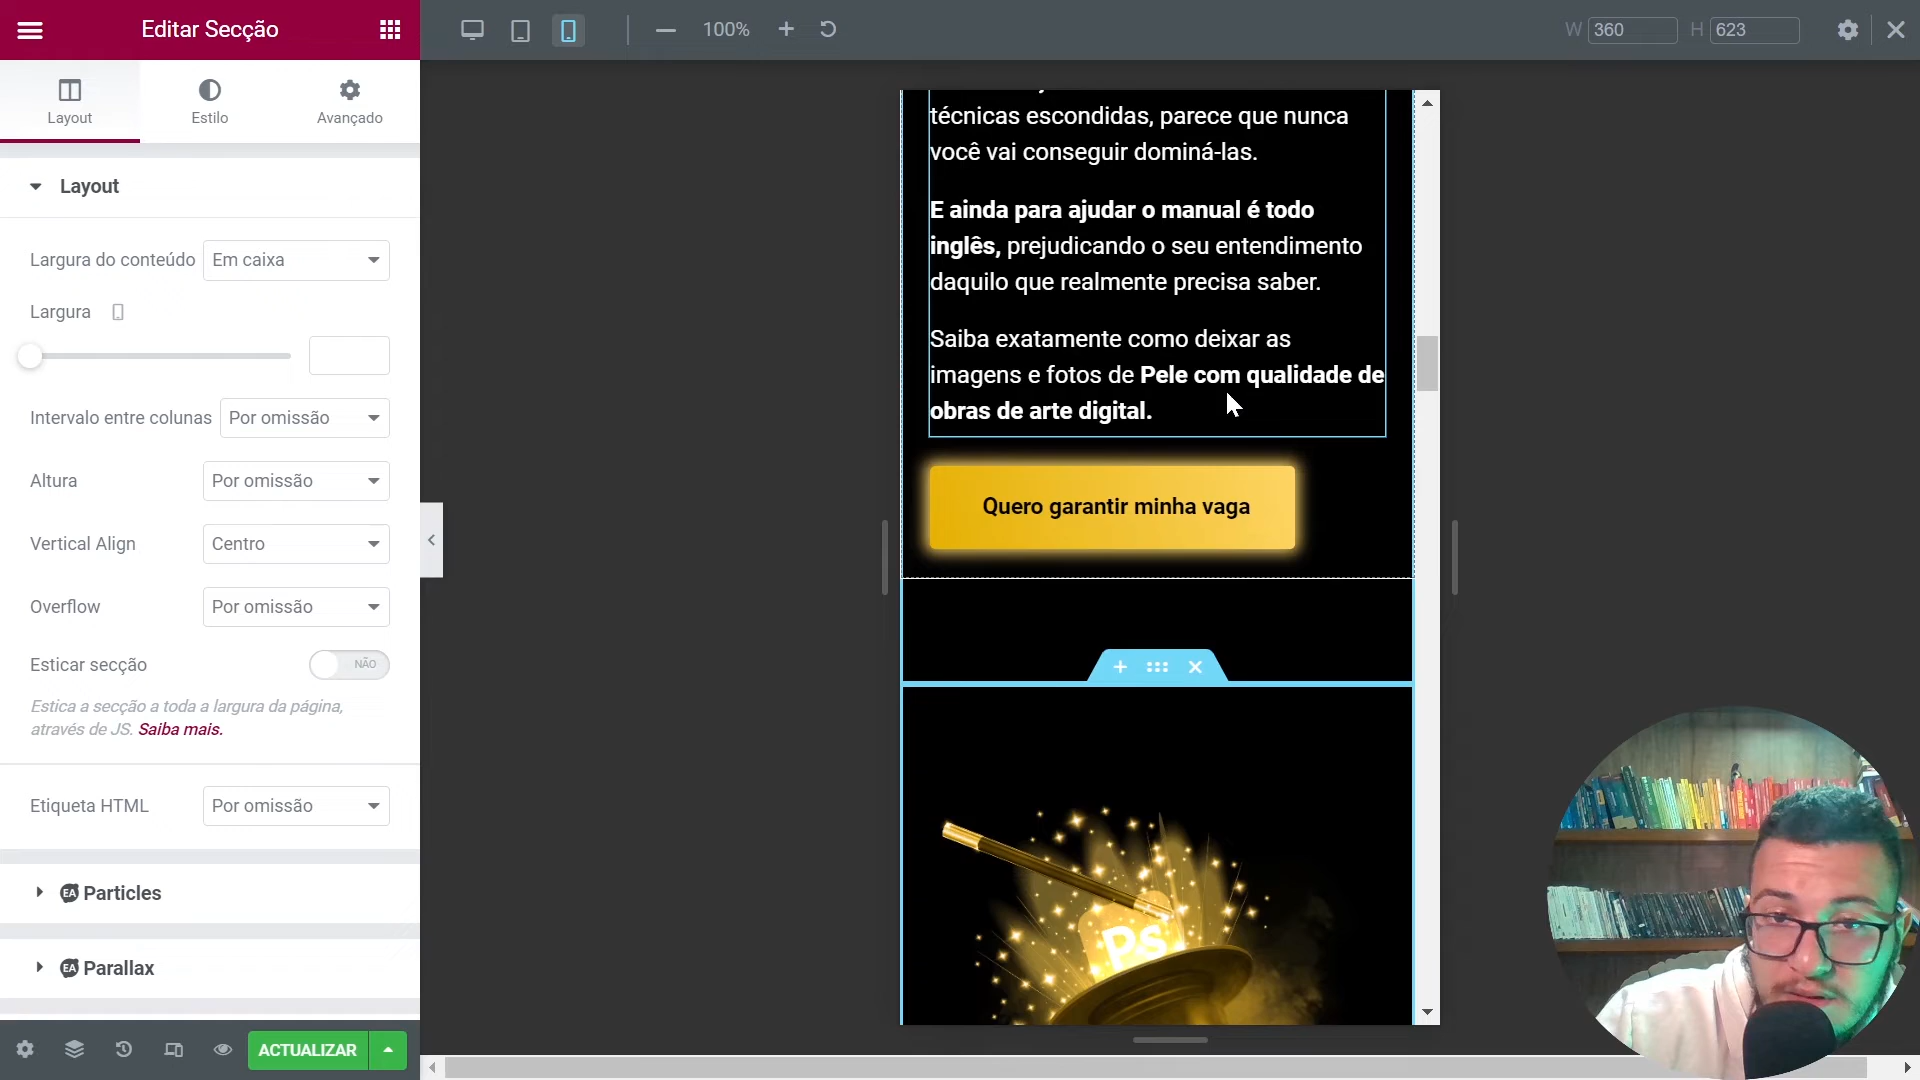 Editar Secção
100%
W 360 H 623
Layout
Estilo
Avançado
Layout
Largura do conteúdo Em caixa
Largura
Intervalo entre colunas Por omissão
Altura Por omissão
Vertical Align Centro
Overflow Por omissão
Esticar secção NÃO
Estica a secção a toda a largura da página,
através de JS. Saiba mais.
Etiqueta HTML Por omissão
EA Particles
EA Parallax
ACTUALIZAR
técnicas escondidas, parece que nunca
você vai conseguir dominá-las.
E ainda para ajudar o manual é todo
inglês, prejudicando o seu entendimento
daquilo que realmente precisa saber.
Saiba exatamente como deixar as
imagens e fotos de Pele com qualidade de
obras de arte digital.
Quero garantir minha vaga
Ps